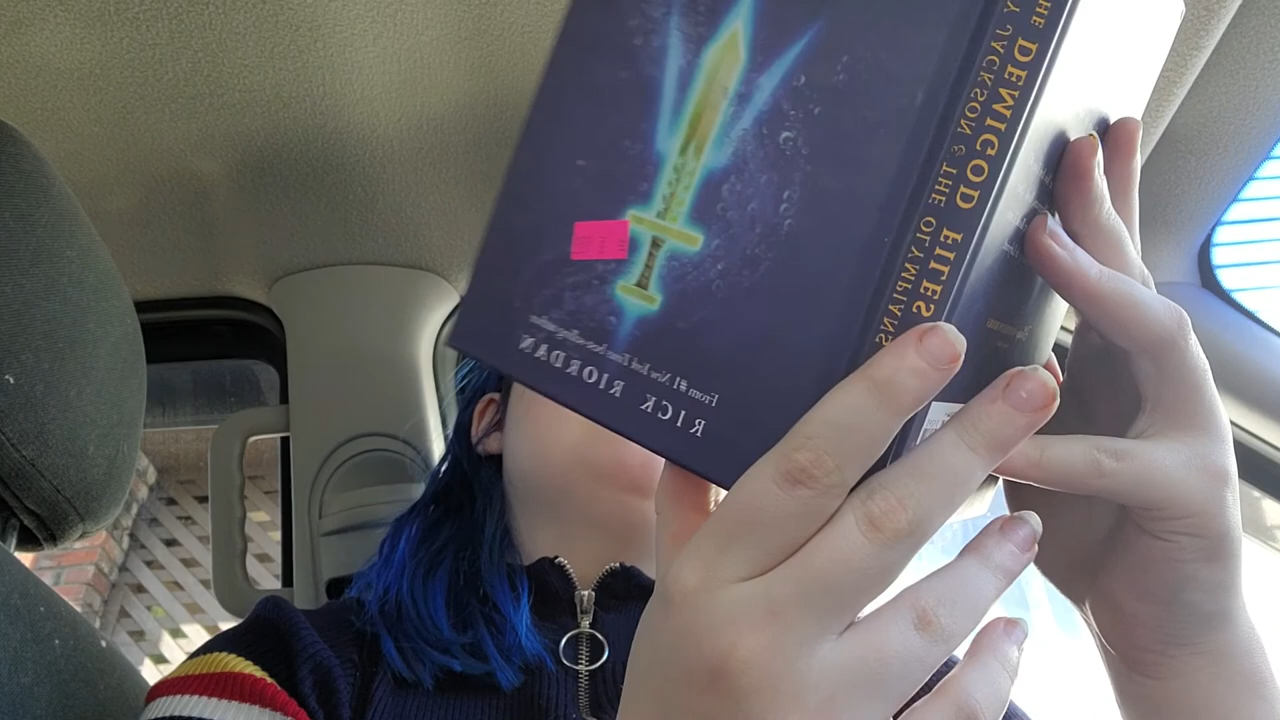 THE DEMIGOD FILES
Y JACKSON & THE OLYMPIANS
From #1 New York Times Best-selling author
RICK RIORDAN